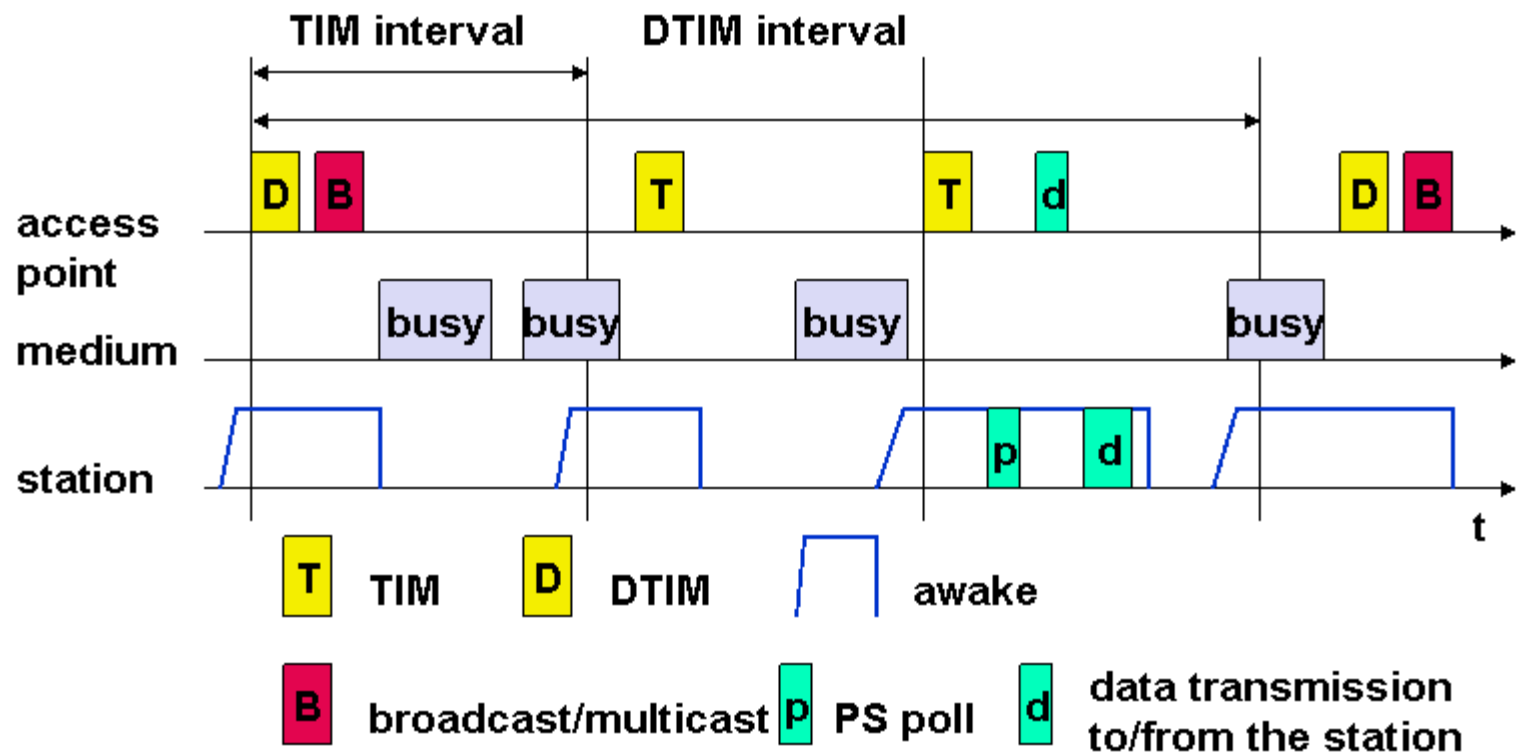 TIM interval
DTIM interval
D
B
T
T
d
D
B
access
point
busy
busy
busy
busy
medium
p
d
station
t
T
TIM
D
DTIM
awake
B
broadcast/multicast
p
PS poll
d
data transmission
to/from the station